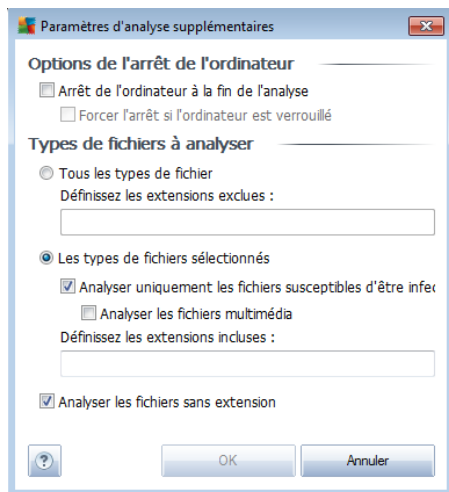 Paramètres d'analyse supplémentaires
Options de l'arrêt de l'ordinateur
Arrêt de l'ordinateur à la fin de l'analyse
Forcer l'arrêt si l'ordinateur est verrouillé
Types de fichiers à analyser
Tous les types de fichier
Définissez les extensions exclues :
Les types de fichiers sélectionnés
Analyser uniquement les fichiers susceptibles d'être infec
Analyser les fichiers multimédia
Définissez les extensions incluses :
Analyser les fichiers sans extension
? OK Annuler